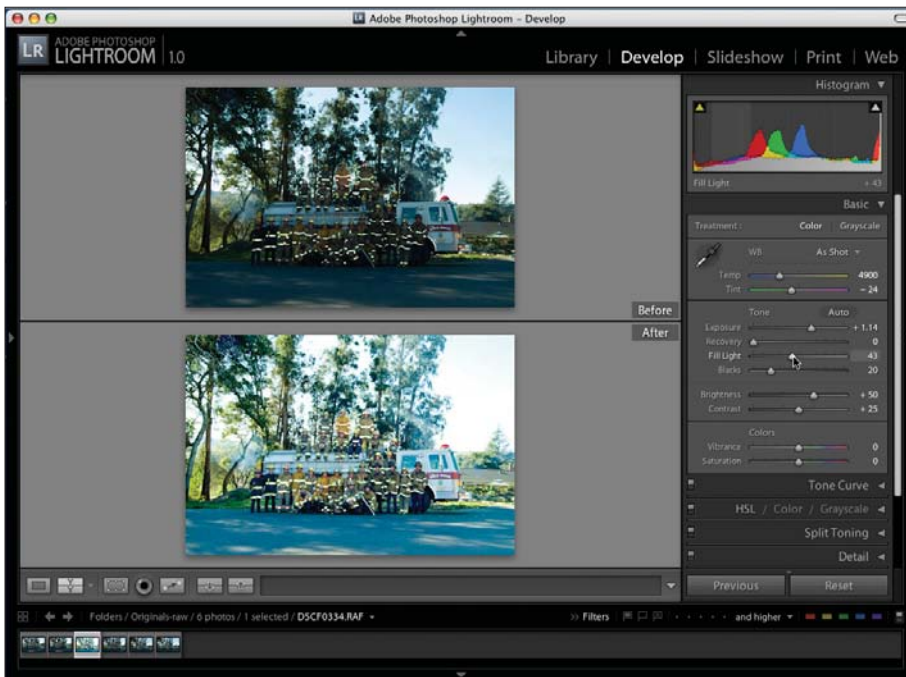 Adobe Photoshop Lightroom - Develop
LR ADOBE PHOTOSHOP
LIGHTROOM 1.0
Library | Develop | Slideshow | Print | Web
Histogram
Fill Light + 43
Basic
Treatment : Color | Grayscale
WB As Shot
Temp 4900
Tint - 24
Tone Auto
Exposure + 1.14
Recovery 0
Fill Light 43
Blacks 20
Brightness + 50
Contrast + 25
Colors
Vibrance 0
Saturation 0
Tone Curve
HSL / Color / Grayscale
Split Toning
Detail
Before
After
Previous Reset
Folders / Originals-raw / 6 photos / 1 selected / DSCF0334.RAF
Filters and higher